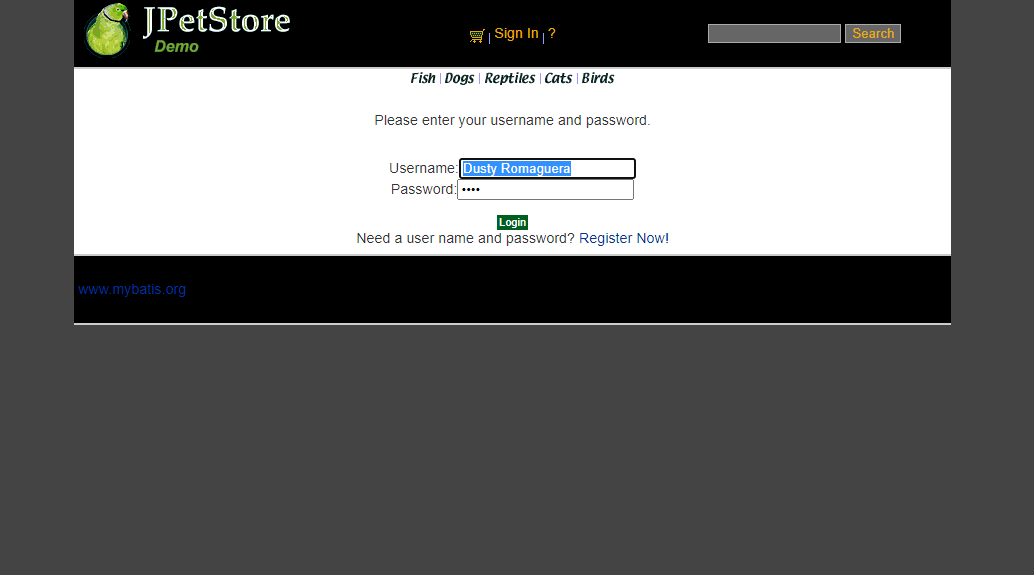 JPetStore
Demo
| Sign In | ?
Search
Fish | Dogs | Reptiles | Cats | Birds
Please enter your username and password.
Username: Dusty Romaguera
Password: ••••
Login
Need a user name and password? Register Now!
www.mybatis.org